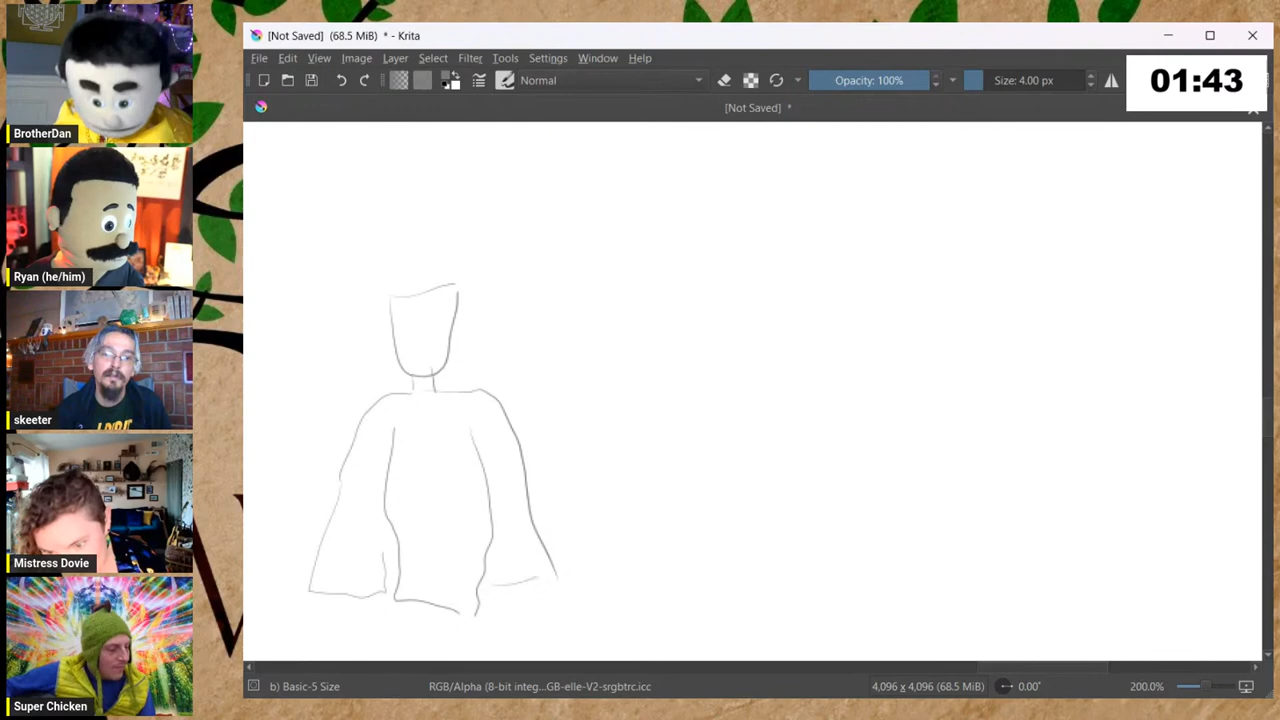 BrotherDan
Ryan (he/him)
skeeter
Mistress Dovie
Super Chicken
[Not Saved] (68.5 MiB) * - Krita
File Edit View Image Layer Select Filter Tools Settings Window Help
Normal
Opacity: 100%
Size: 4.00 px
01:43
[Not Saved] *
b) Basic-5 Size
RGB/Alpha (8-bit integ...GB-elle-V2-srgbtrc.icc
4,096 x 4,096 (68.5 MiB)
0.00°
200.0%